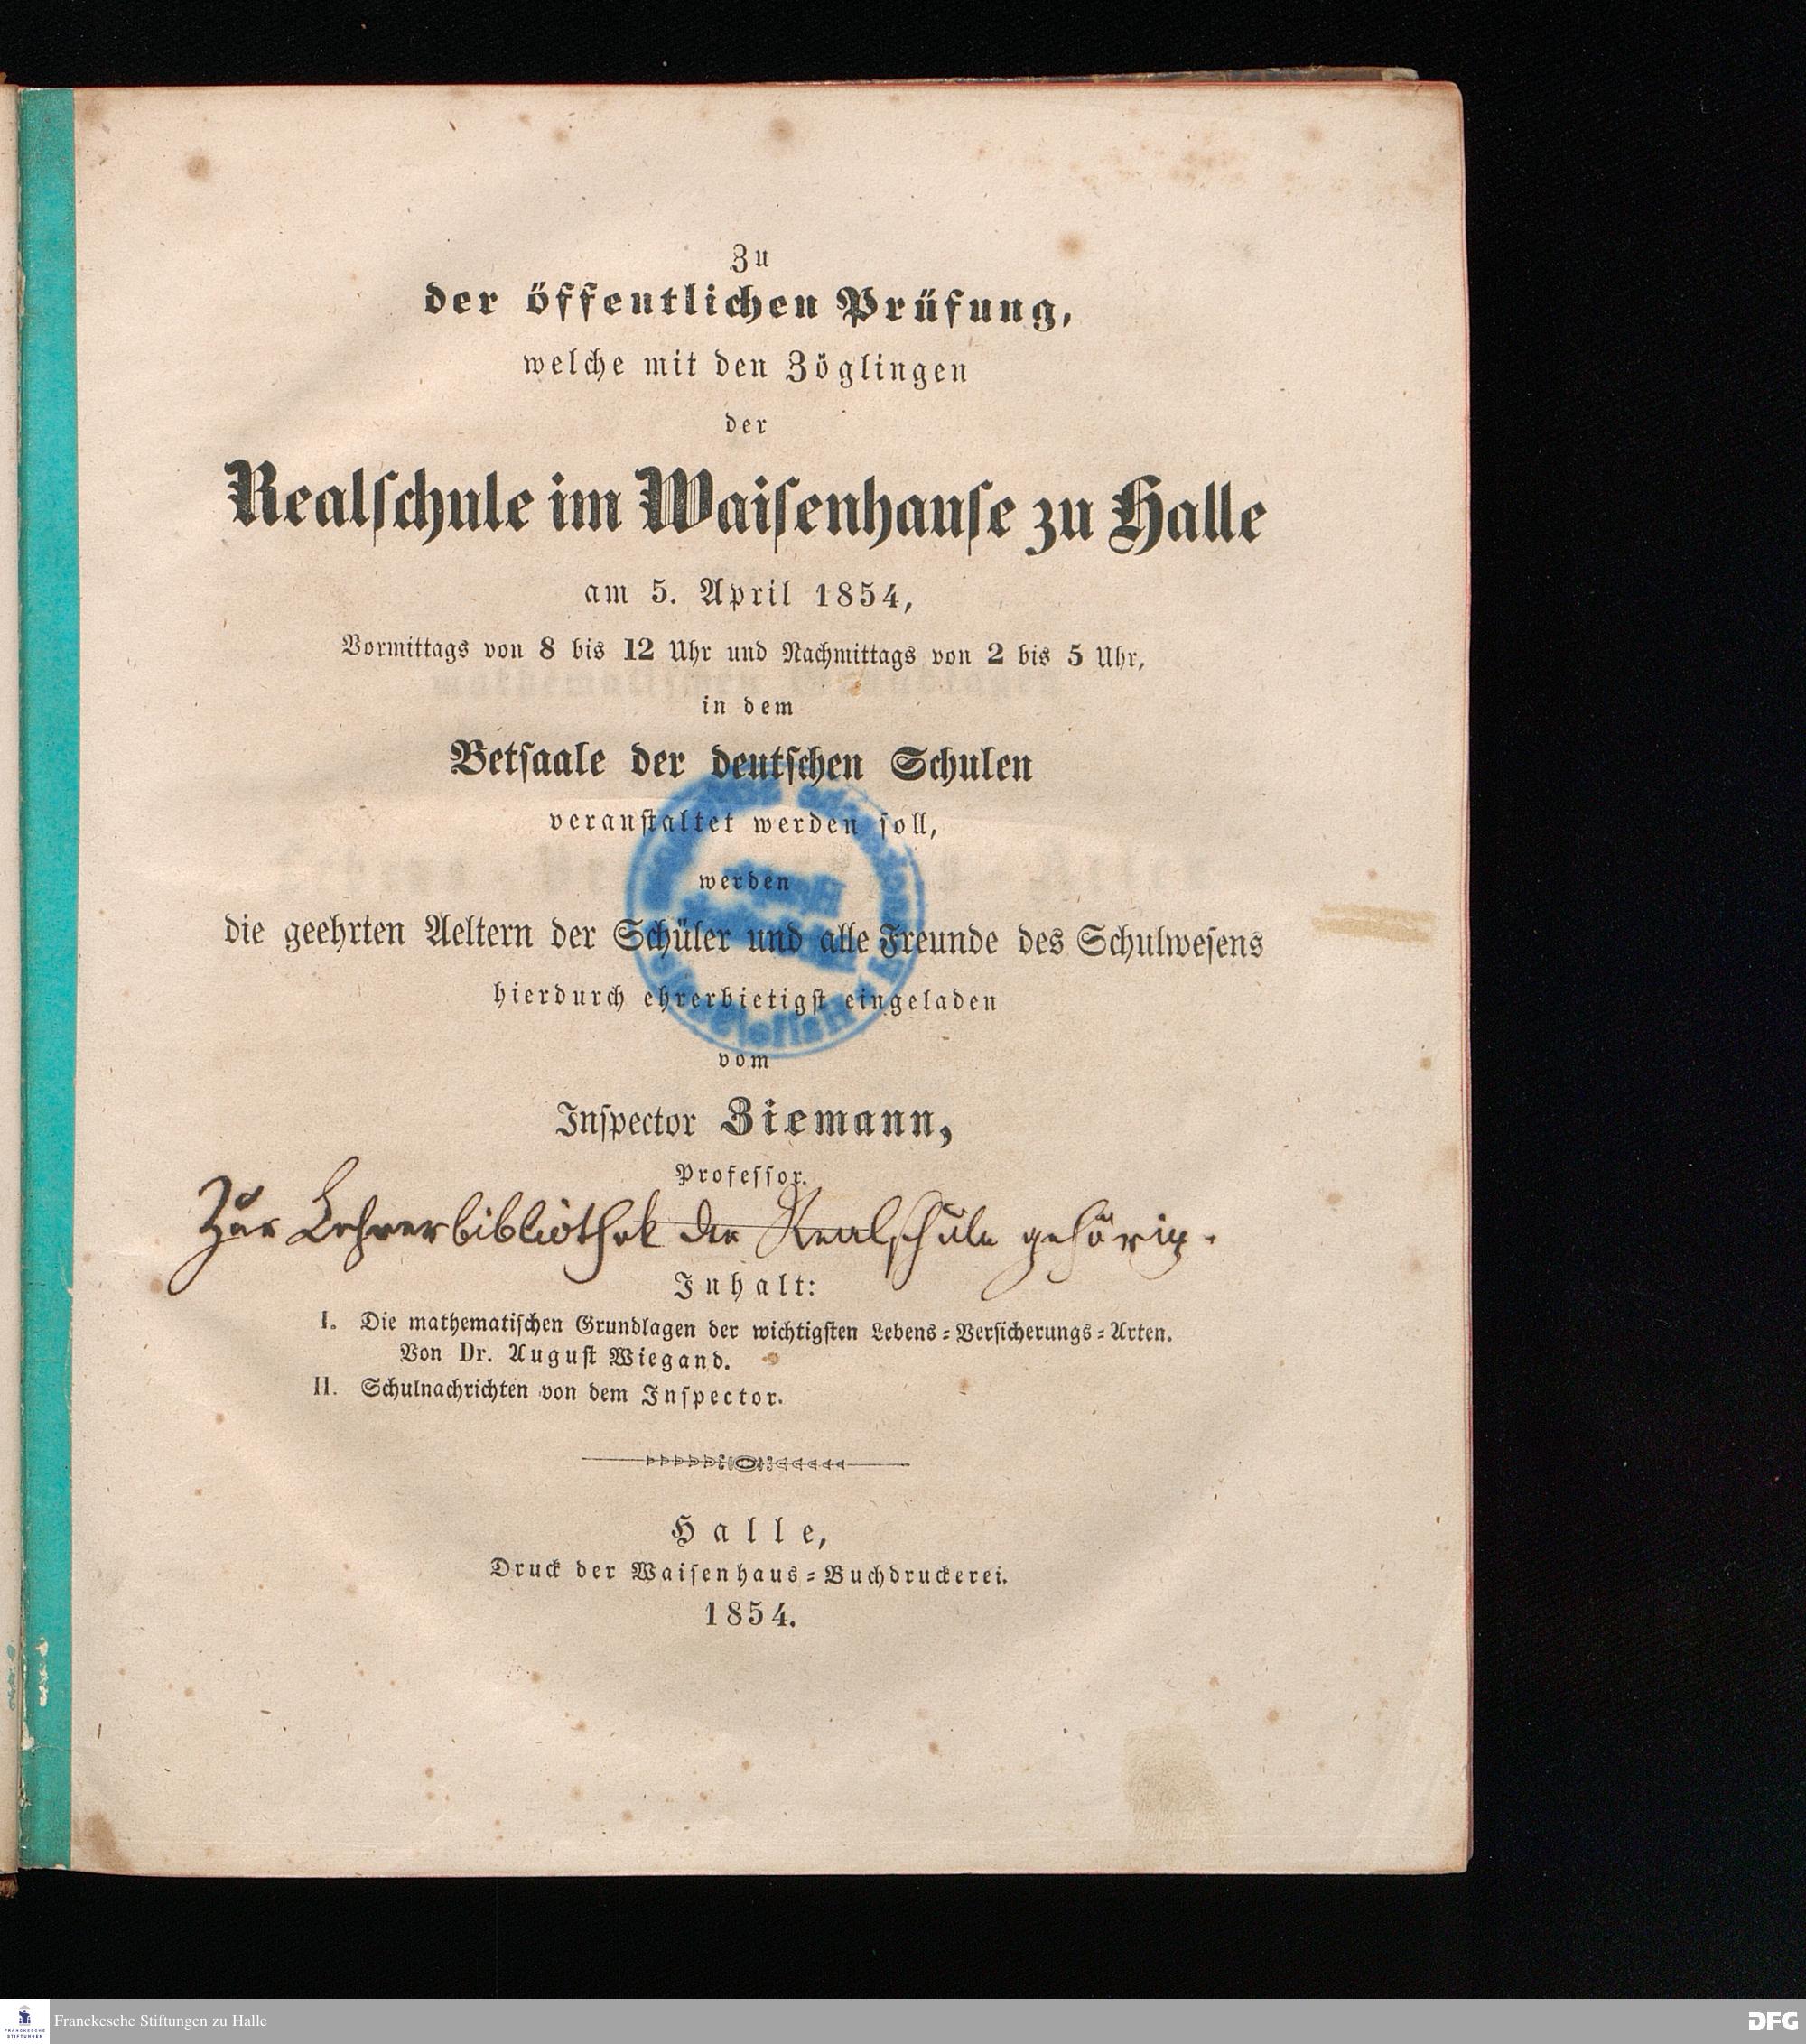 Zu
der öffentlichen Prüfung,
welche mit den Zöglingen
der
Realſchule im Waiſenhauſe zu Halle
am 5. April 1854,
Vormittags von 8 bis 12 Uhr und Nachmittags von 2 bis 5 Uhr,
in dem
Betſaale der deutſchen Schulen
veranſtaltet werden ſoll,
werden
die geehrten Aeltern der Schüler und alle Freunde des Schulweſens
hierdurch ehrerbietigſt eingeladen
vom
Inſpector Ziemann,
Profeſſor.
Zur Lehrerbibliothek der Realschule gehörig.
Inhalt:
I. Die mathematiſchen Grundlagen der wichtigſten Lebens=Verſicherungs=Arten.
Von Dr. Auguſt Wiegand.
II. Schulnachrichten von dem Inſpector.
Halle,
Druck der Waiſenhaus=Buchdruckerei.
1854.
FRANCKESCHE
STIFTUNGEN
Franckesche Stiftungen zu Halle
DFG